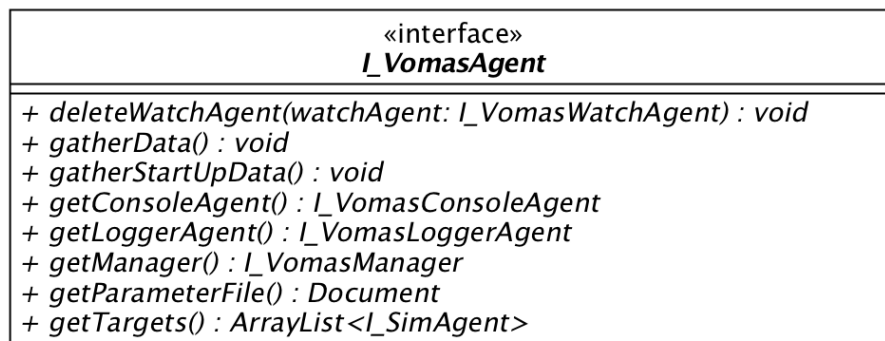 «interface»
I_VomasAgent
+ deleteWatchAgent(watchAgent: I_VomasWatchAgent) : void
+ gatherData() : void
+ gatherStartUpData() : void
+ getConsoleAgent() : I_VomasConsoleAgent
+ getLoggerAgent() : I_VomasLoggerAgent
+ getManager() : I_VomasManager
+ getParameterFile() : Document
+ getTargets() : ArrayList<I_SimAgent>